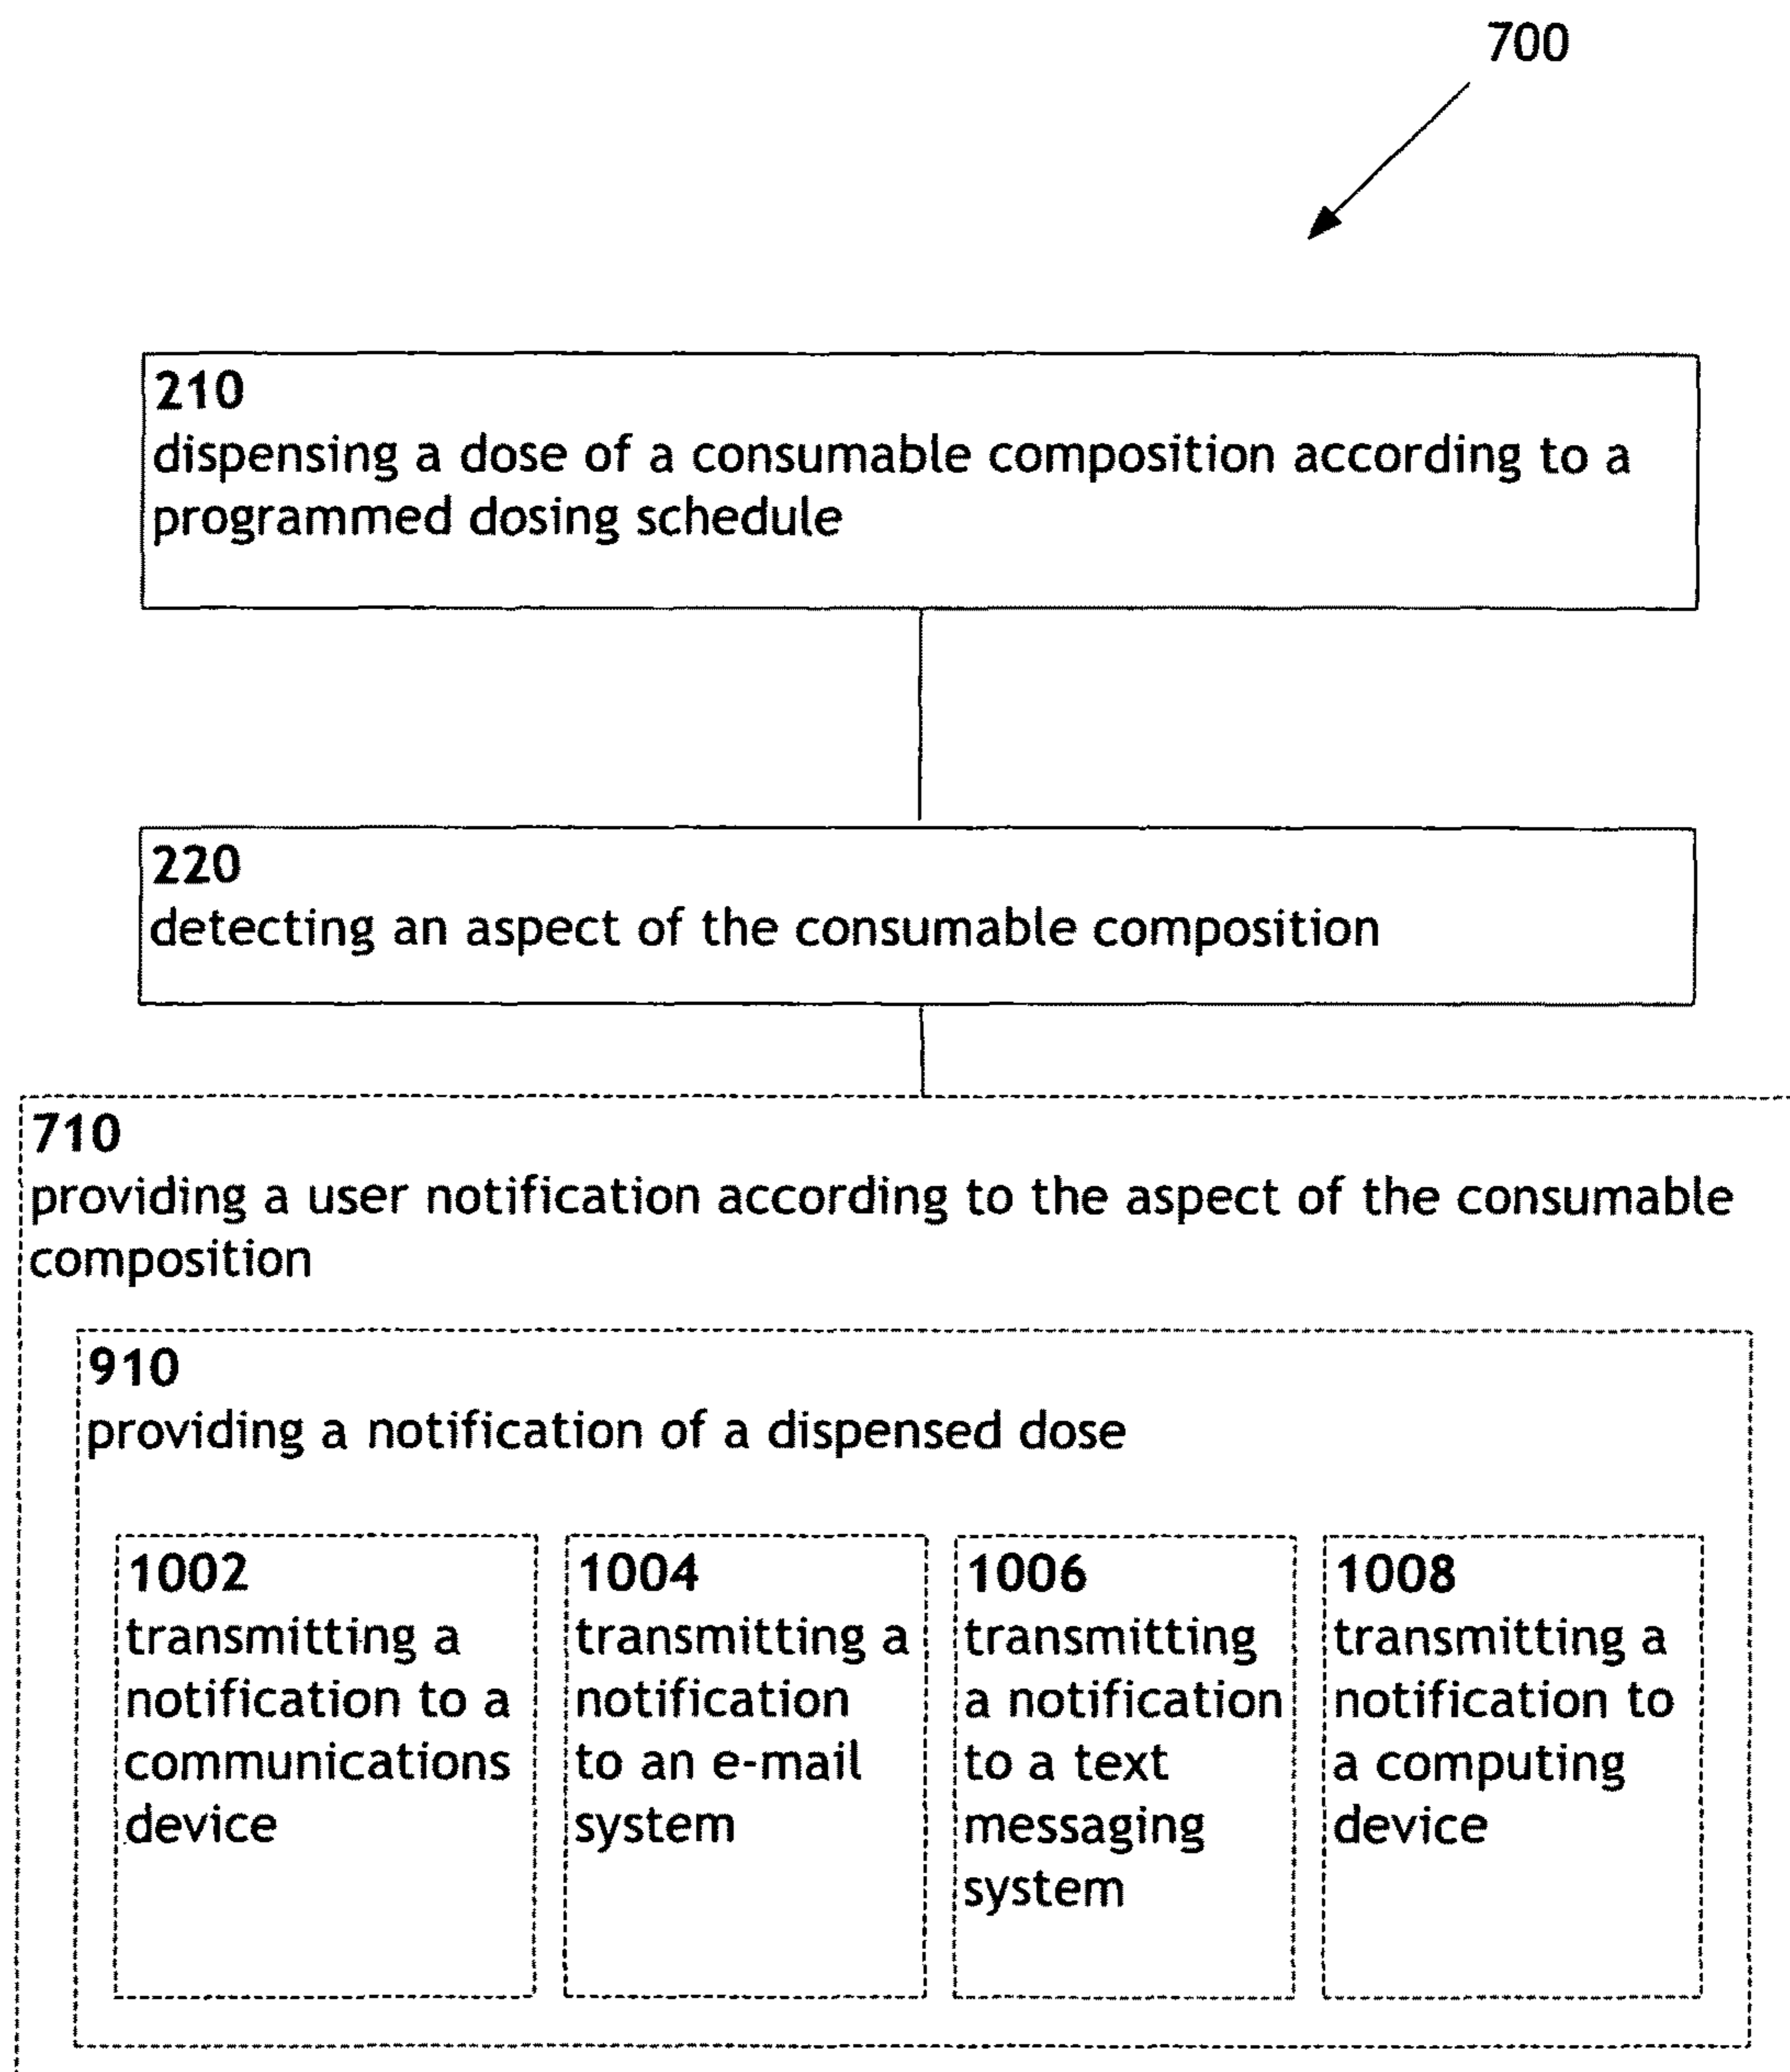 700
210
dispensing a dose of a consumable composition according to a
programmed dosing schedule
220
detecting an aspect of the consumable composition
710
providing a user notification according to the aspect of the consumable
composition
910
providing a notification of a dispensed dose
1002
transmitting a
notification to a
communications
device
1004
transmitting a
notification
to an e-mail
system
1006
transmitting
a notification
to a text
messaging
system
1008
transmitting a
notification to
a computing
device